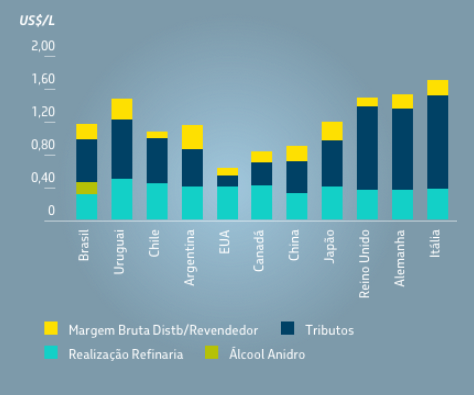 US$/L
2,00
1,60
1,20
0,80
0,40
0
Brasil
Uruguai
Chile
Argentina
EUA
Canadá
China
Japão
Reino Unido
Alemanha
Itália
Margem Bruta Distb/Revendedor
Tributos
Realização Refinaria
Álcool Anidro